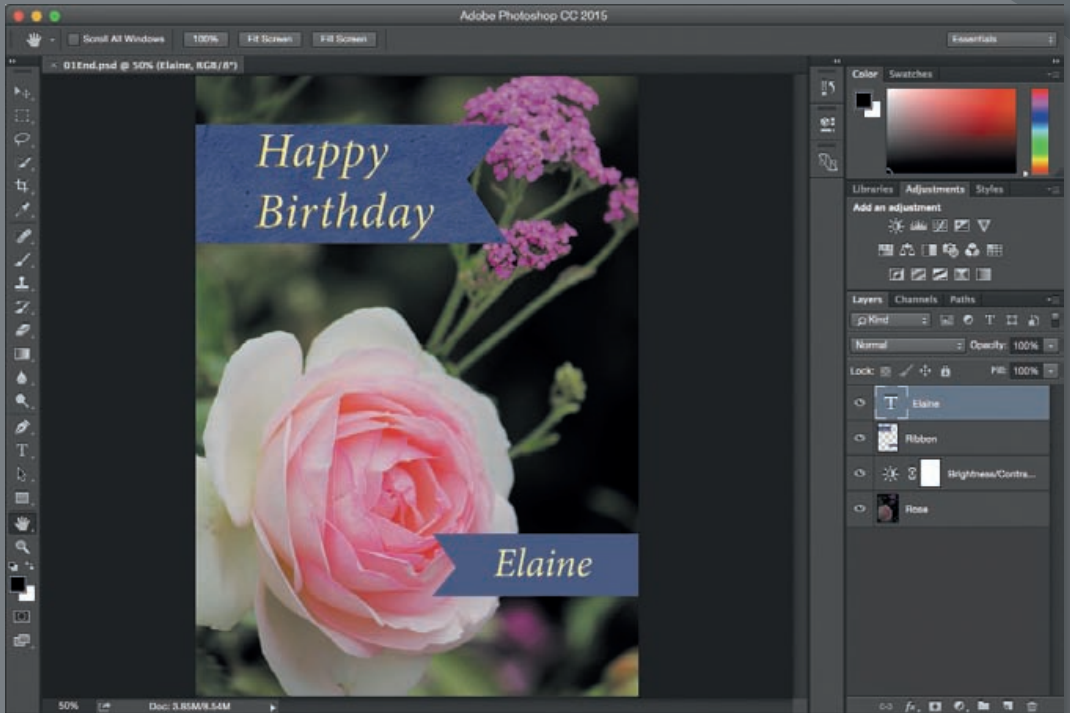 Adobe Photoshop CC 2015
Scroll All Windows 100% Fit Screen Fill Screen Essentials
× 01End.psd @ 50% (Elaine, RGB/8*)
Happy
Birthday
Elaine
Color Swatches
Libraries Adjustments Styles
Add an adjustment
Layers Channels Paths
Kind
Normal Opacity: 100%
Lock: Fill: 100%
Elaine
Ribbon
Brightness/Contra...
Rose
50% Doc: 3.85M/8.54M